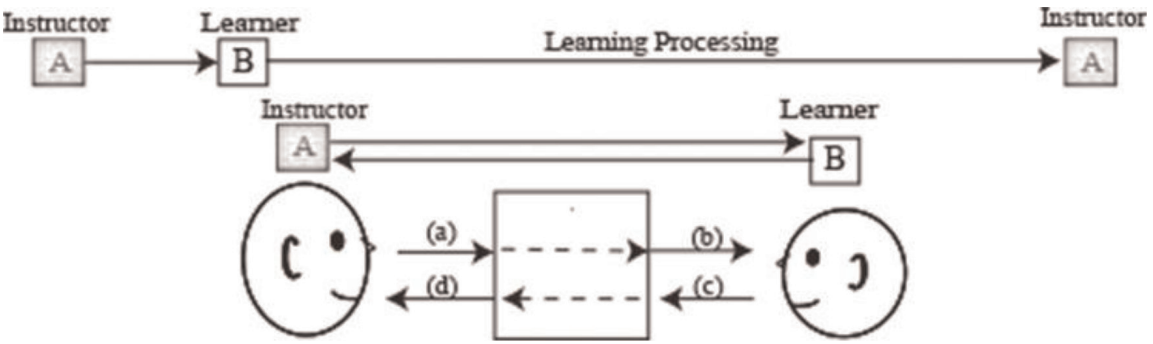 Instructor Learner Instructor
A B Learning Processing A
Instructor Learner
A B
(a) (b)
(d) (c)